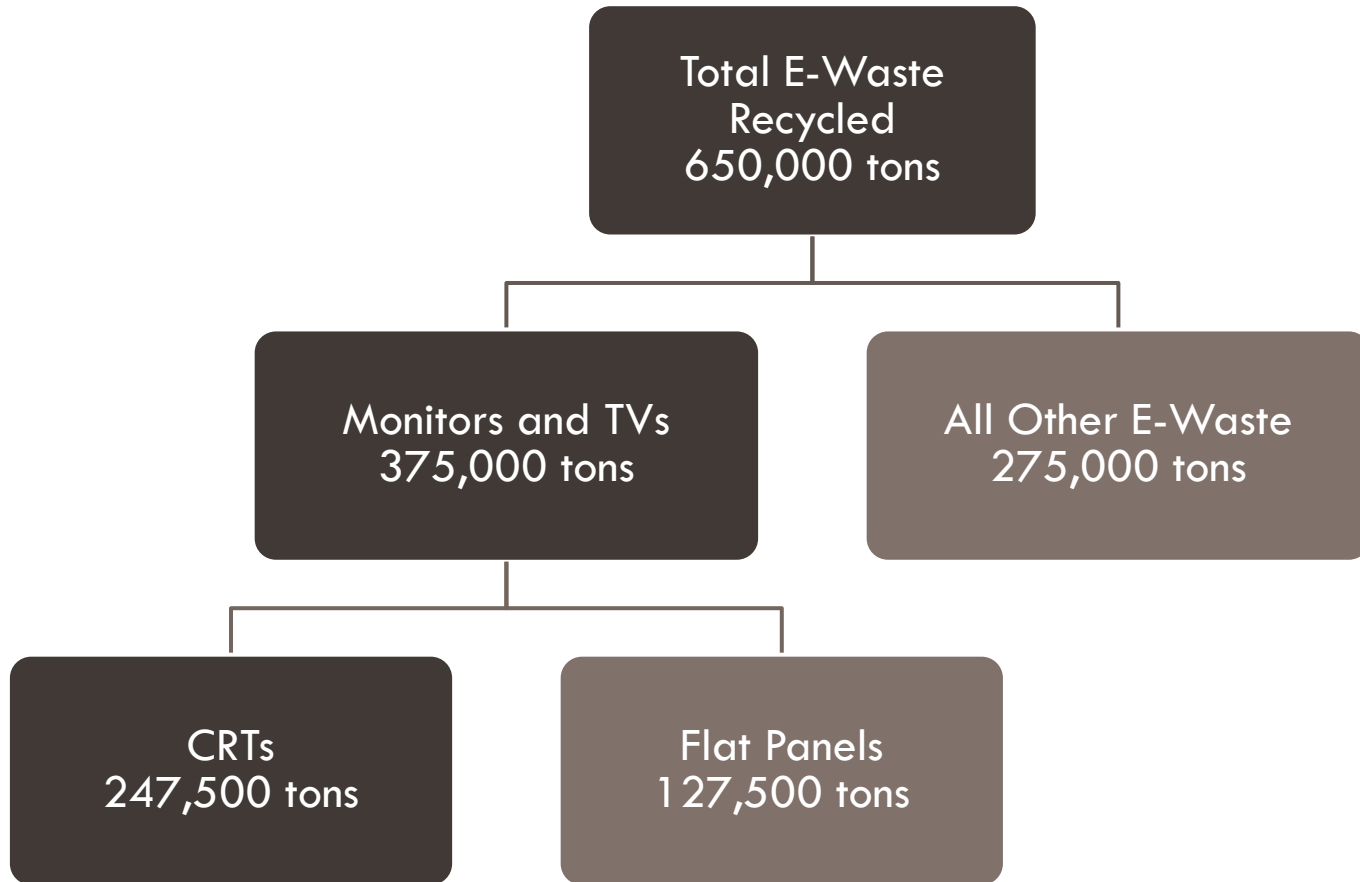 Total E-Waste
Recycled
650,000 tons
Monitors and TVs
375,000 tons
All Other E-Waste
275,000 tons
CRTs
247,500 tons
Flat Panels
127,500 tons